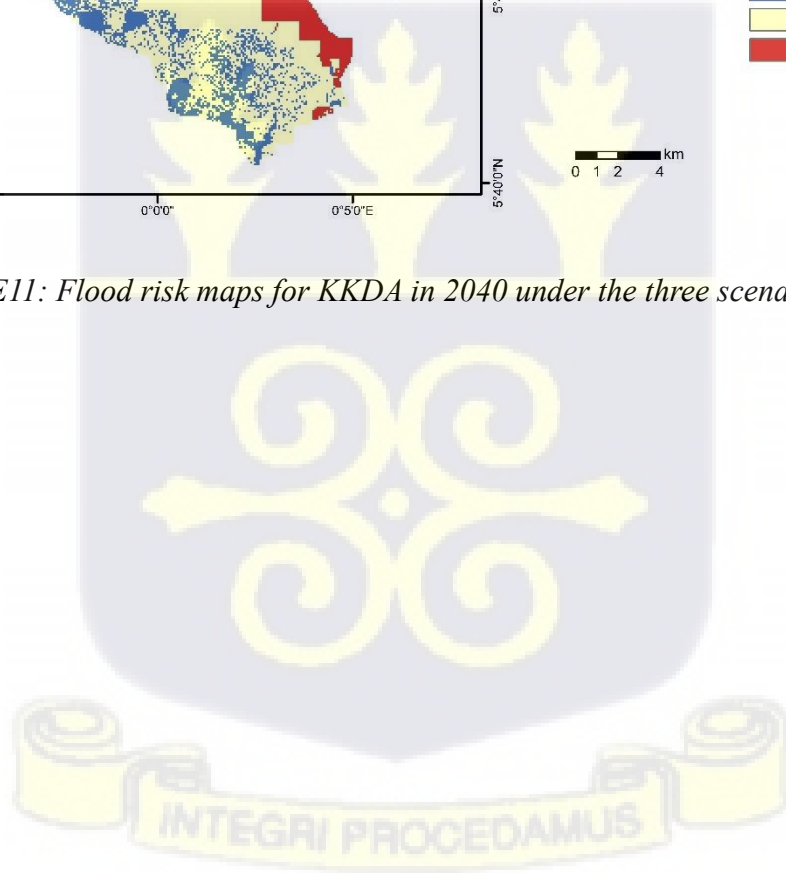 5°
km
0 1 2 4
5°40'0"N
0°0'0" 0°5'0"E
E11: Flood risk maps for KKDA in 2040 under the three scena
INTEGRI PROCEDAMUS